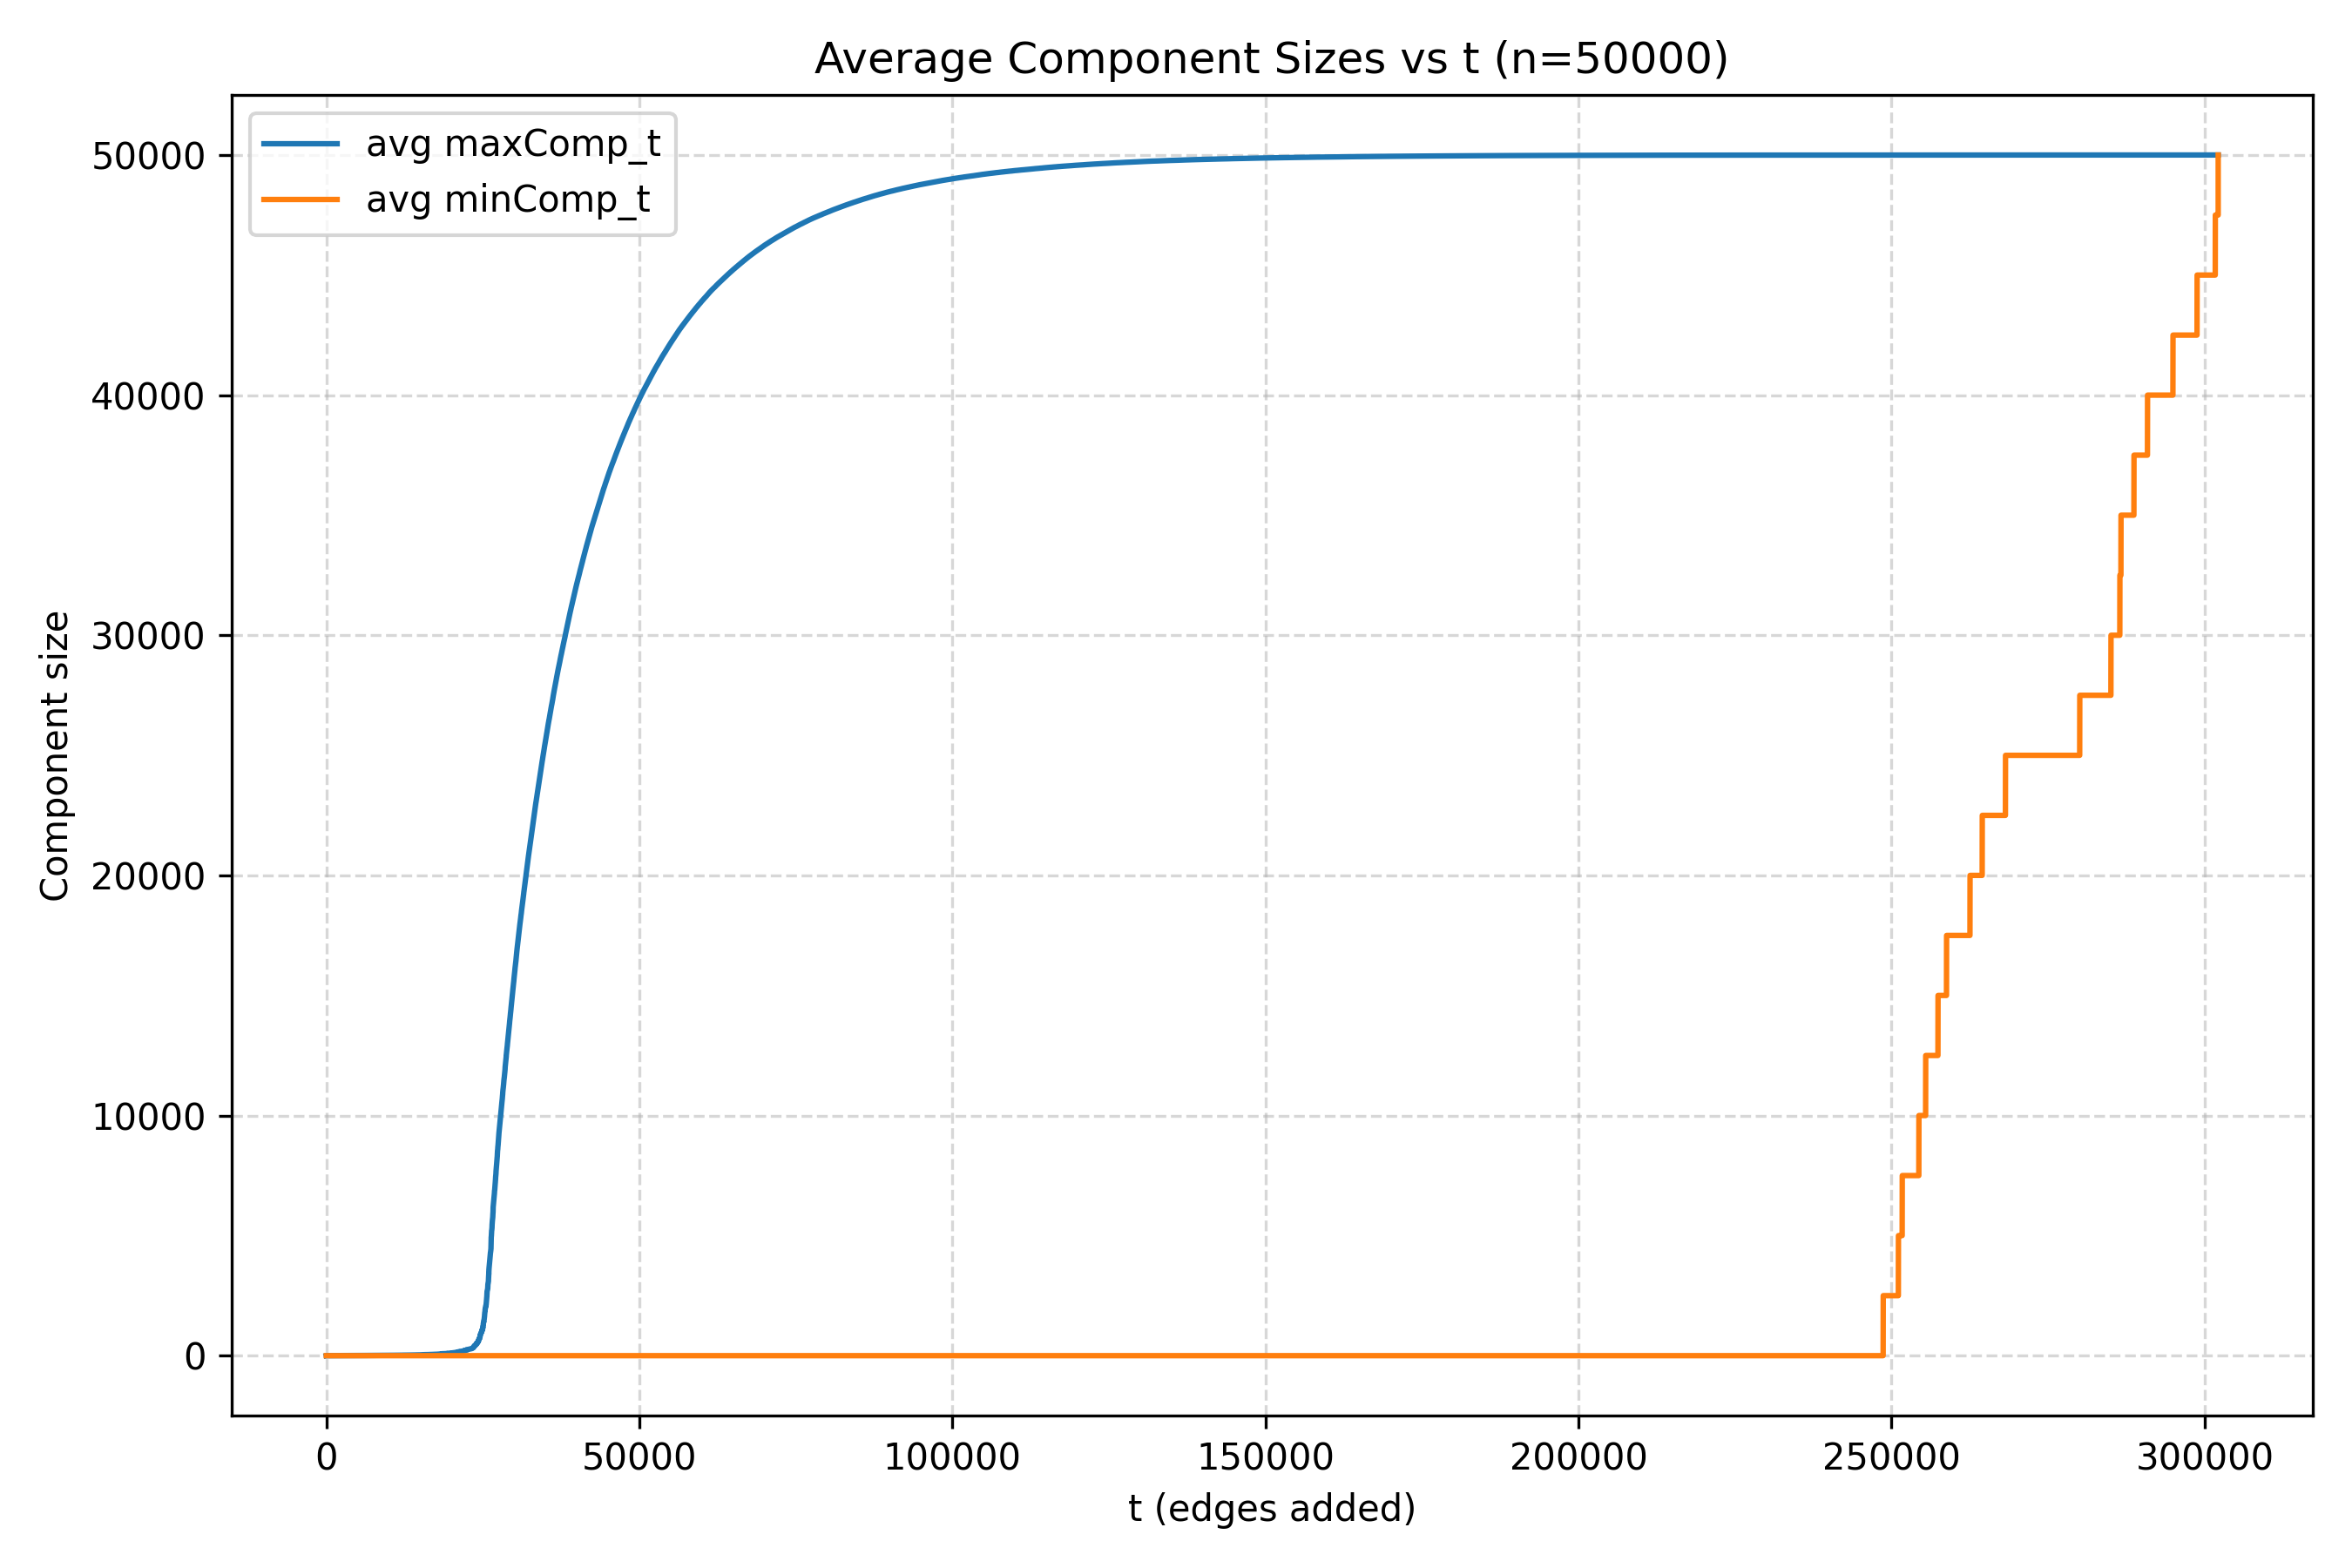 Average Component Sizes vs t (n=50000)
avg maxComp_t
avg minComp_t
Component size
50000
40000
30000
20000
10000
0
0 50000 100000 150000 200000 250000 300000
t (edges added)